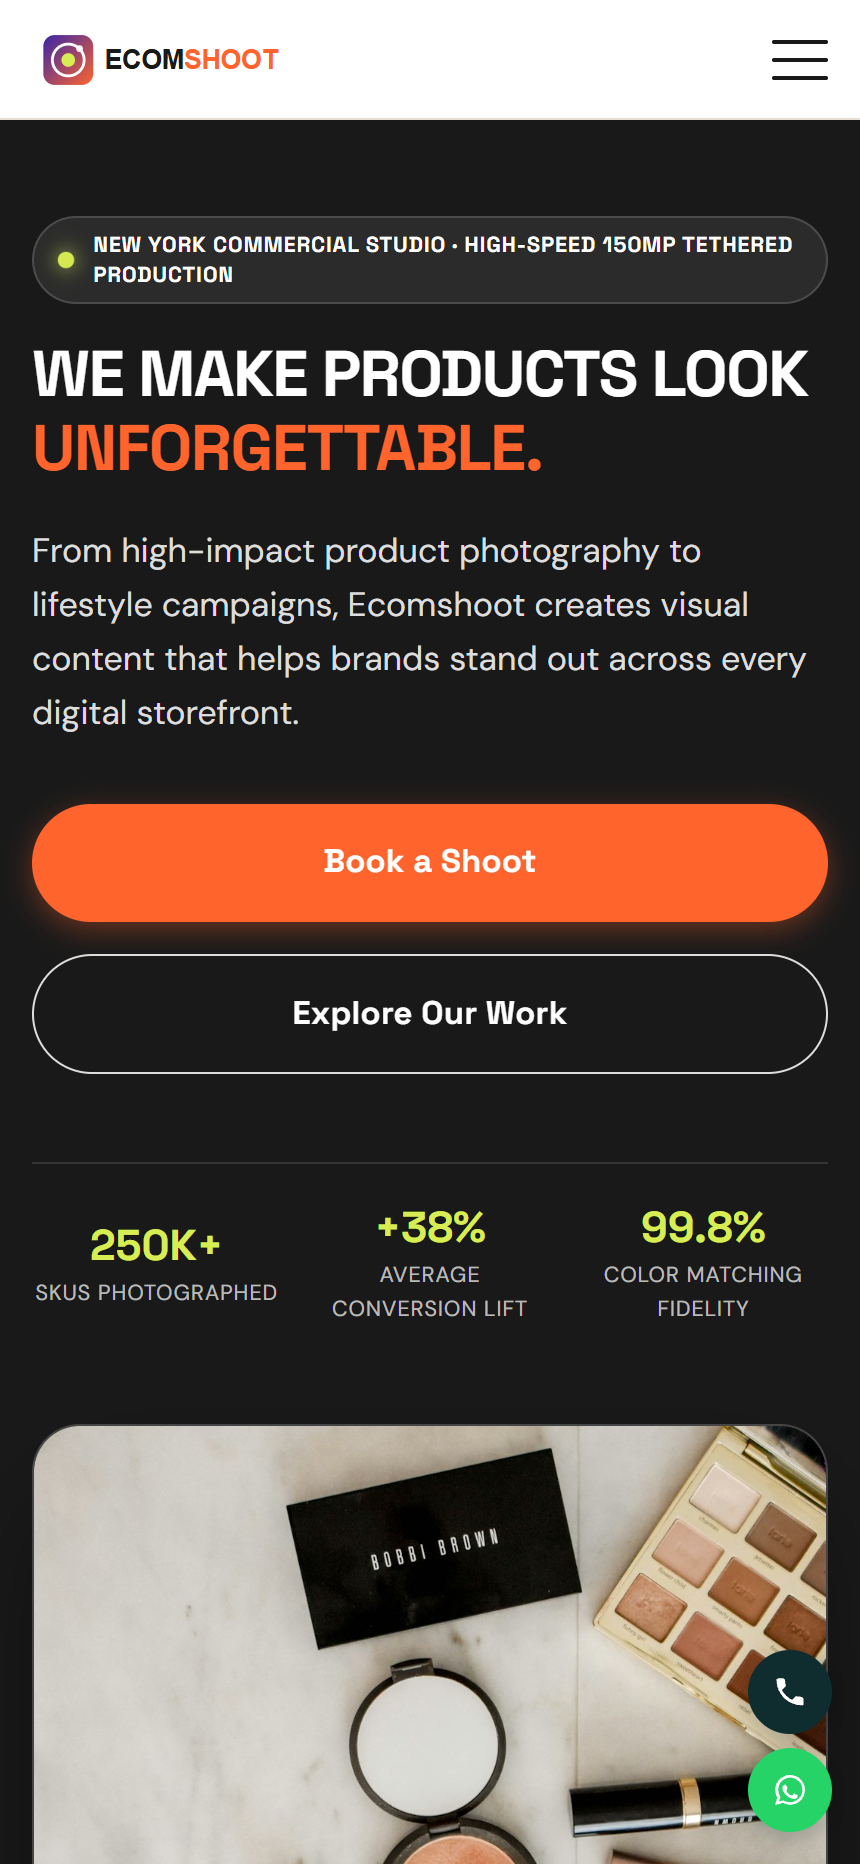 ECOMSHOOT
NEW YORK COMMERCIAL STUDIO · HIGH-SPEED 150MP TETHERED
PRODUCTION
WE MAKE PRODUCTS LOOK
UNFORGETTABLE.
From high-impact product photography to
lifestyle campaigns, Ecomshoot creates visual
content that helps brands stand out across every
digital storefront.
Book a Shoot
Explore Our Work
250K+
SKUS PHOTOGRAPHED
+38%
AVERAGE
CONVERSION LIFT
99.8%
COLOR MATCHING
FIDELITY
BOBBI BROWN